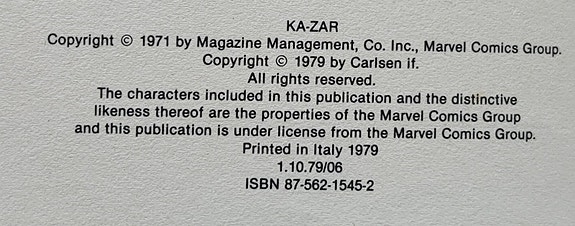 KA-ZAR
Copyright © 1971 by Magazine Management, Co. Inc., Marvel Comics Group.
Copyright © 1979 by Carlsen if.
All rights reserved.
The characters included in this publication and the distinctive
likeness thereof are the properties of the Marvel Comics Group
and this publication is under license from the Marvel Comics Group.
Printed in Italy 1979
1.10.79/06
ISBN 87-562-1545-2